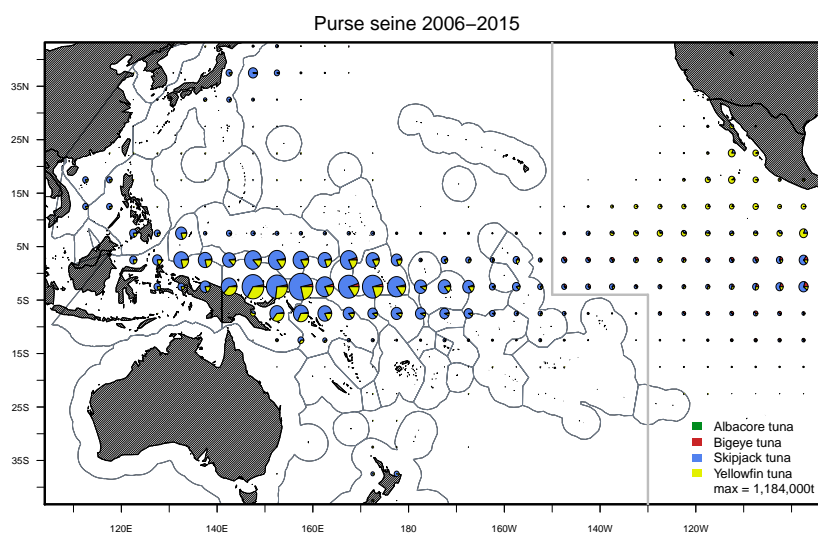 Purse seine 2006−2015
35N
25N
15N
5N
5S
15S
25S
35S
Albacore tuna
Bigeye tuna
Skipjack tuna
Yellowfin tuna
max = 1,184,000t
120E 140E 160E 180 160W 140W 120W